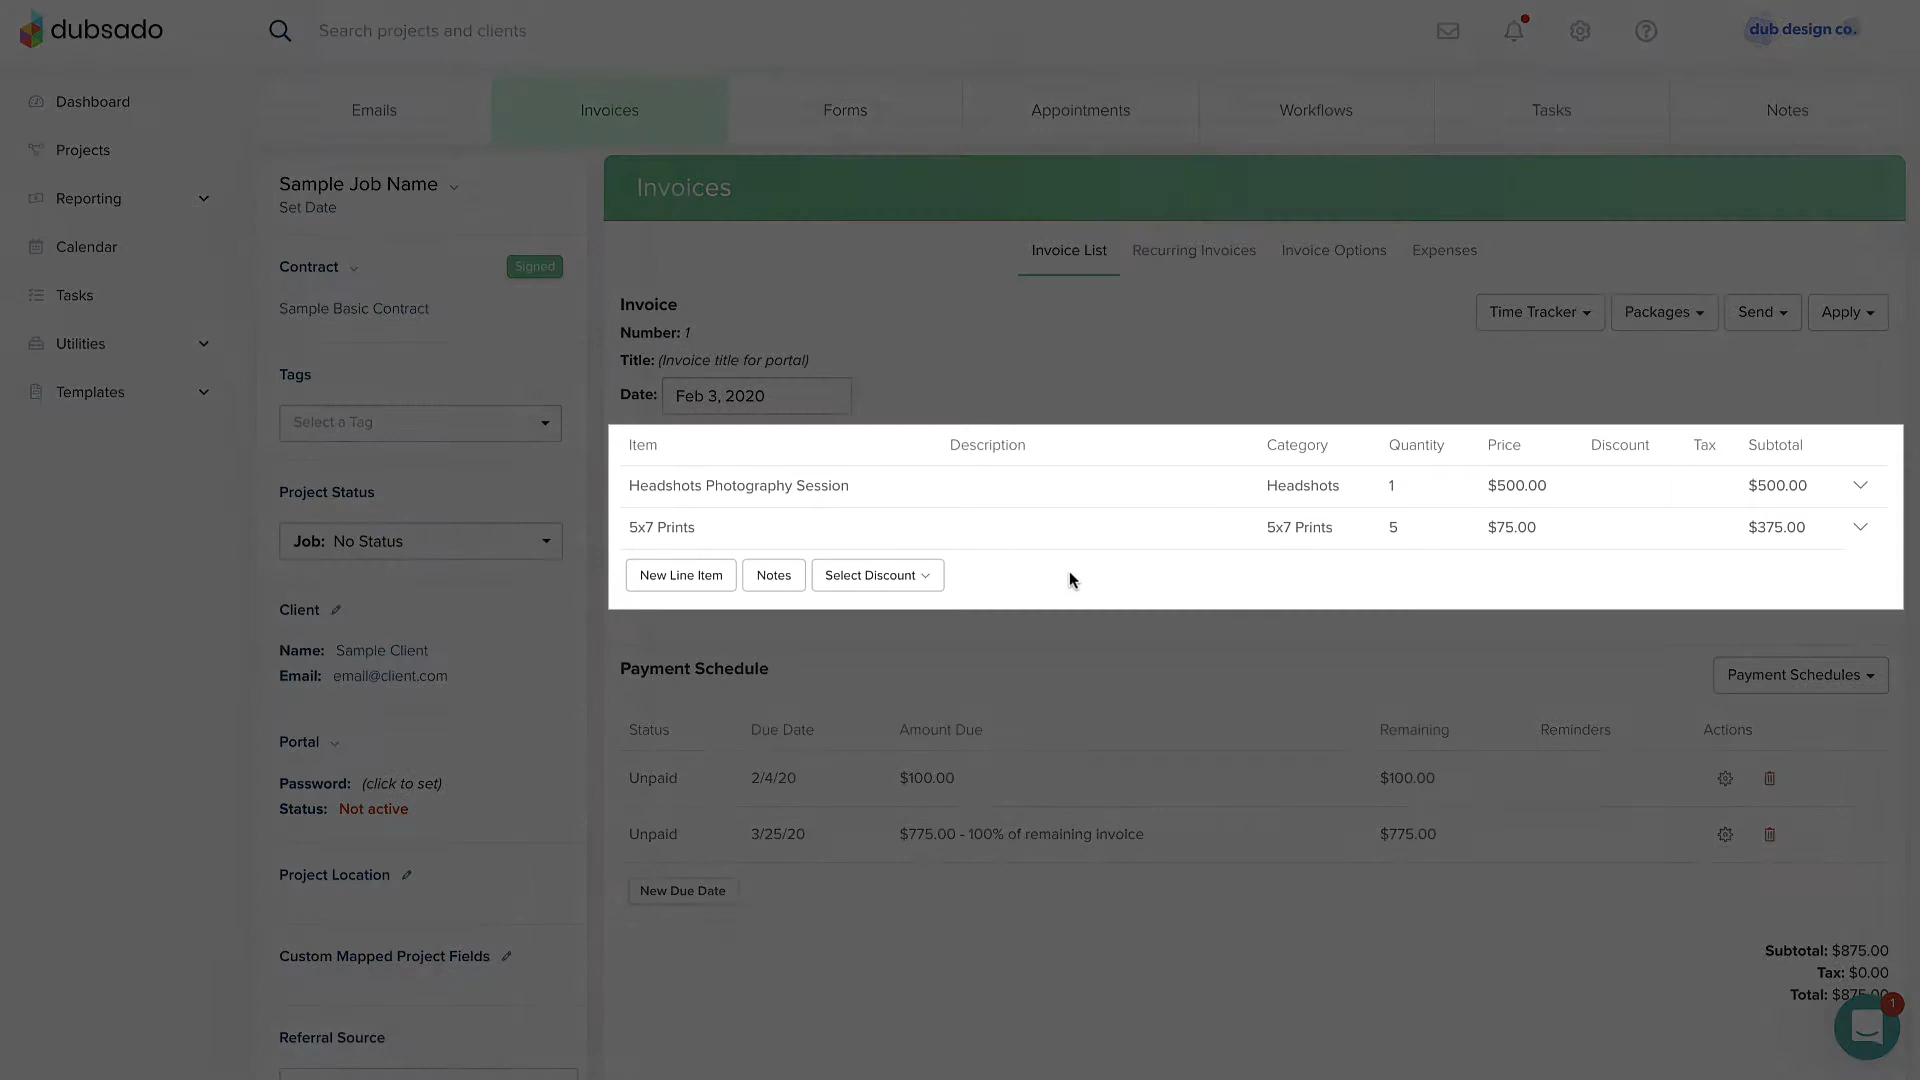 dubsado
Search projects and clients
dub design co.
Dashboard
Projects
Reporting
Calendar
Tasks
Utilities
Templates
Emails
Invoices
Forms
Appointments
Workflows
Tasks
Notes
Sample Job Name
Set Date
Contract
Signed
Sample Basic Contract
Tags
Select a Tag
Project Status
Job: No Status
Client
Name: Sample Client
Email: email@client.com
Portal
Password: (click to set)
Status: Not active
Project Location
Custom Mapped Project Fields
Referral Source
Invoices
Invoice List Recurring Invoices Invoice Options Expenses
Invoice
Number: 1
Title: (Invoice title for portal)
Date: Feb 3, 2020
Time Tracker Packages Send Apply
Item Description Category Quantity Price Discount Tax Subtotal
Headshots Photography Session Headshots 1 $500.00 $500.00
5x7 Prints 5x7 Prints 5 $75.00 $375.00
New Line Item Notes Select Discount
Payment Schedule
Payment Schedules
Status Due Date Amount Due Remaining Reminders Actions
Unpaid 2/4/20 $100.00 $100.00
Unpaid 3/25/20 $775.00 - 100% of remaining invoice $775.00
New Due Date
Subtotal: $875.00
Tax: $0.00
Total: $875.00
1